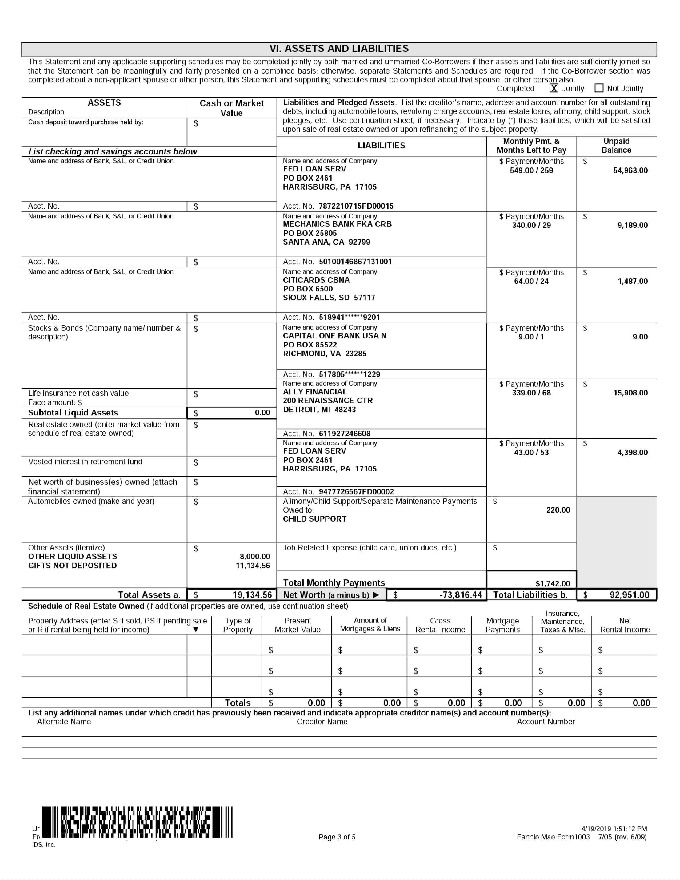 VI. ASSETS AND LIABILITIES
This Statement and any applicable supporting schedules may be completed jointly by both married and unmarried Co-Borrowers if their assets and liabilities are sufficiently joined so
that the Statement can be meaningfully and fairly presented on a combined basis; otherwise, separate Statements and Schedules are required. If the Co-Borrower section was
completed about a non-applicant spouse or other person, this Statement and supporting schedules must be completed about that spouse or other person also.
Completed X Jointly Not Jointly
ASSETS
Description
Cash or Market
Value
Liabilities and Pledged Assets. List the creditor's name, address and account number for all outstanding
debts, including automobile loans, revolving charge accounts, real estate loans, alimony, child support, stock
pledges, etc. Use continuation sheet, if necessary. Indicate by (*) those liabilities, which will be satisfied
upon sale of real estate owned or upon refinancing of the subject property.
Cash deposit toward purchase held by: $
LIABILITIES
Monthly Pmt. &
Months Left to Pay
Unpaid
Balance
List checking and savings accounts below
Name and address of Bank, S&L, or Credit Union
Name and address of Company
FED LOAN SERV
PO BOX 2461
HARRISBURG, PA 17105
$ Payment/Months
549.00 / 259
$ 54,963.00
Acct. No. $
Acct. No. 7872210715FD00015
Name and address of Bank, S&L, or Credit Union
Name and address of Company
MECHANICS BANK FKA CRB
PO BOX 25805
SANTA ANA, CA 92799
$ Payment/Months
340.00 / 29
$ 9,189.00
Acct. No. $
Acct. No. 50100146867131001
Name and address of Bank, S&L, or Credit Union
Name and address of Company
CITICARDS CBNA
PO BOX 6500
SIOUX FALLS, SD 57117
$ Payment/Months
64.00 / 24
$ 1,487.00
Acct. No. $
Acct. No. 518941******9201
Stocks & Bonds (Company name/ number &
description)
$
Name and address of Company
CAPITAL ONE BANK USA N
PO BOX 85522
RICHMOND, VA 23285
$ Payment/Months
9.00 / 1
$ 9.00
Acct. No. 517805******1229
Life insurance net cash value
Face amount: $
$
Subtotal Liquid Assets $ 0.00
Name and address of Company
ALLY FINANCIAL
200 RENAISSANCE CTR
DETROIT, MI 48243
$ Payment/Months
339.00 / 68
$ 15,908.00
Real estate owned (enter market value from
schedule of real estate owned)
$
Acct. No. 611927246608
Vested interest in retirement fund $
Name and address of Company
FED LOAN SERV
PO BOX 2461
HARRISBURG, PA 17105
$ Payment/Months
43.00 / 53
$ 4,398.00
Net worth of business(es) owned (attach
financial statement)
$
Acct. No. 9477726567FD00002
Automobiles owned (make and year) $
Alimony/Child Support/Separate Maintenance Payments
Owed to:
CHILD SUPPORT
$
220.00
Other Assets (itemize) $
OTHER LIQUID ASSETS 8,000.00
GIFTS NOT DEPOSITED 11,134.56
Job Related Expense (child care, union dues, etc.) $
Total Monthly Payments $1,742.00
Total Assets a. $ 19,134.56 Net Worth (a minus b) ► $ -73,816.44 Total Liabilities b. $ 92,951.00
Schedule of Real Estate Owned (If additional properties are owned, use continuation sheet)
Property Address (enter S if sold, PS if pending sale
or R if rental being held for income) ▼
Type of
Property
Present
Market Value
Amount of
Mortgages & Liens
Gross
Rental Income
Mortgage
Payments
Insurance,
Maintenance,
Taxes & Misc.
Net
Rental Income
$ $ $ $ $ $
$ $ $ $ $ $
$ $ $ $ $ $
Totals $ 0.00 $ 0.00 $ 0.00 $ 0.00 $ 0.00 $ 0.00
List any additional names under which credit has previously been received and indicate appropriate creditor name(s) and account number(s):
Alternate Name Creditor Name Account Number
Page 3 of 5
4/19/2019 1:51:12 PM
Fannie Mae Form 1003 7/05 (rev. 6/09)
IDS, Inc.